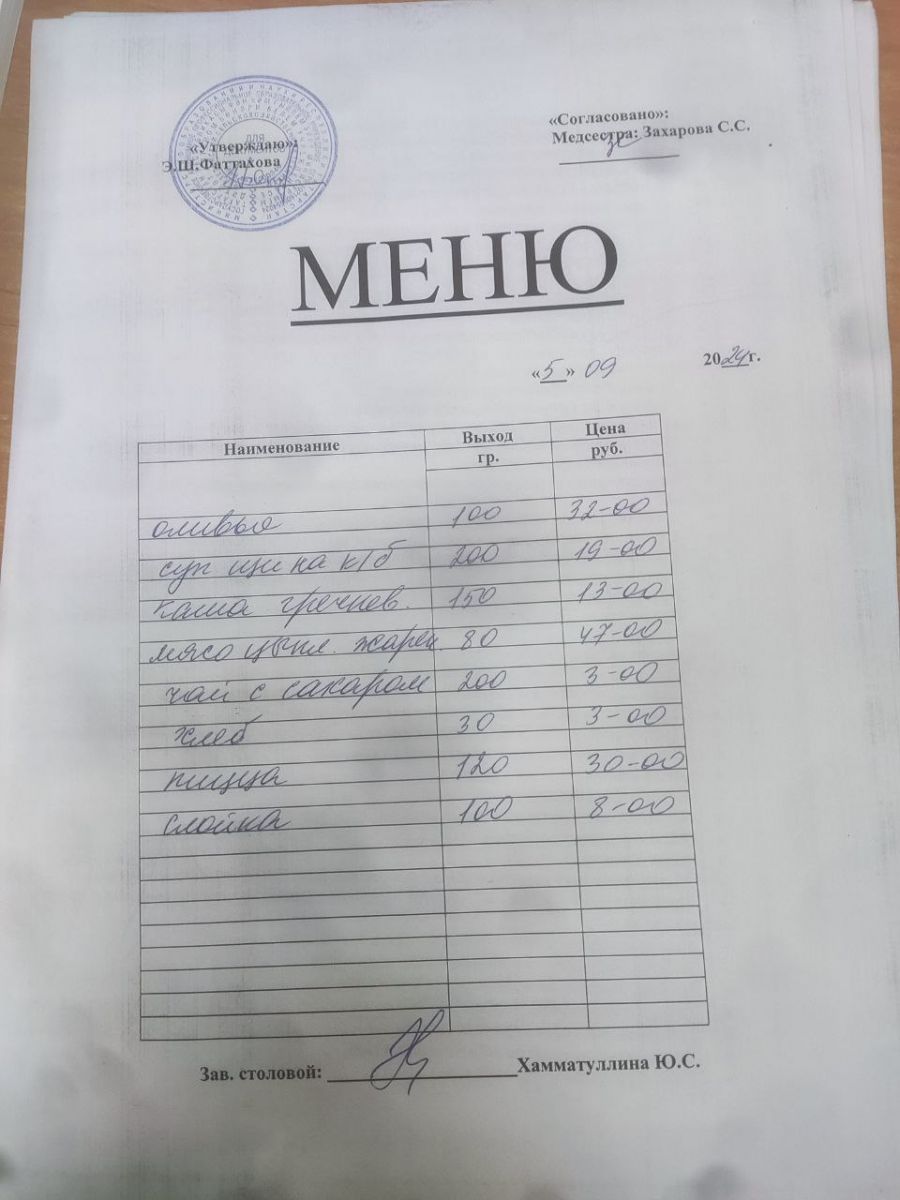 «Утверждаю»:
Э.Ш.Фаттахова
«Согласовано»:
Медсестра: Захарова С.С.
МЕНЮ
«5» 09 2024г.
Наименование Выход гр. Цена руб.
оливье 100 32-00
суп щи на к/б 200 19-00
каша гречнев. 150 13-00
мясо цыпл. жарен. 80 47-00
чай с сахаром 200 3-00
хлеб 30 3-00
пицца 120 30-00
слойка 100 8-00
Зав. столовой: Хамматуллина Ю.С.